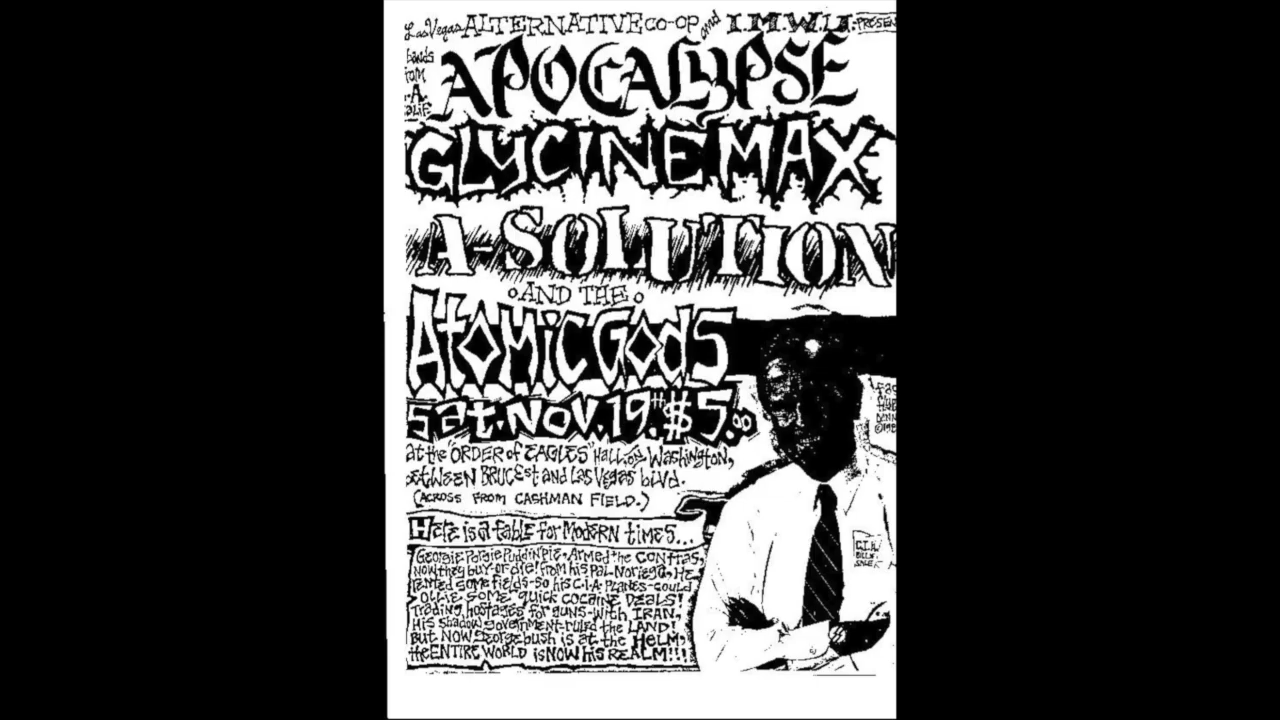 Las Vegas ALTERNATIVE CO-OP and I.M.W.U. PRESEN
bands
APOCALYPSE
GLYCINE MAX
A-SOLUTION
AND THE
ATOMIC GODS
Sat. Nov. 19th $5.00
at the "ORDER of EAGLES" Hall, on Washington,
BETWEEN BRUCE st and Las Vegas blvd.
(ACROSS FROM CASHMAN FIELD.)
Here is a fable for MODERN times...
Georgie Porgie Puddin pie, Armed the CONTRAS,
NOW they buy-or die! from his PAL Noriega, He
rented some fields-so his C.I.A. PLANES-COULD
OLLIE SOME QUICK COCAINE DEALS!
Trading hostages for guns-with IRAN,
His shadow government-ruled the LAND!
But NOW George bush is at the HELM,
the ENTIRE WORLD is NOW his REALM!!!